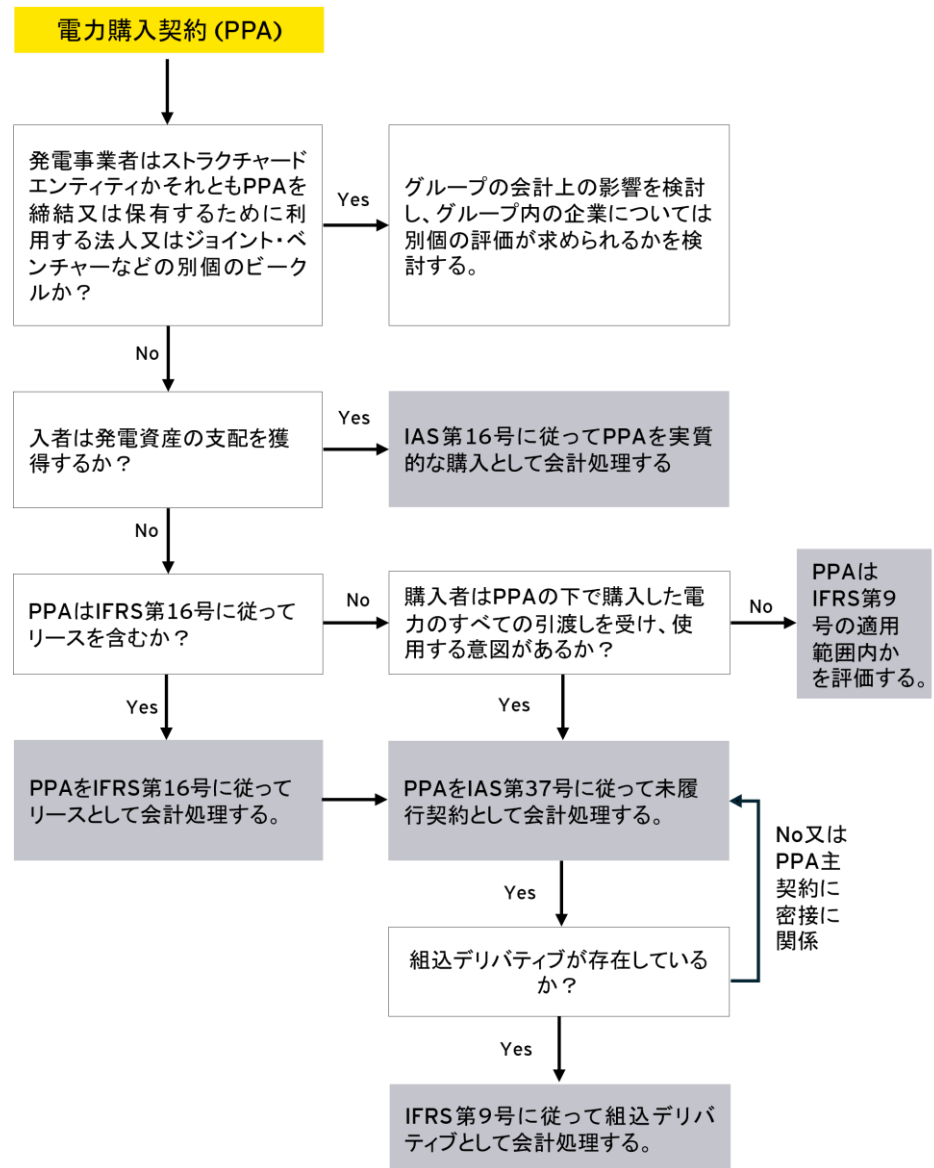 電力購入契約 (PPA)
発電事業者はストラクチャード
エンティティかそれともPPAを
締結又は保有するために利
用する法人又はジョイント・ベ
ンチャーなどの別個のビーク
ルか?
Yes
グループの会計上の影響を検討
し、グループ内の企業については
別個の評価が求められるかを検
討する。
No
入者は発電資産の支配を獲
得するか?
Yes
IAS第16号に従ってPPAを実質
的な購入として会計処理する
No
PPAはIFRS第16号に従って
リースを含むか?
No
購入者はPPAの下で購入した電
力のすべての引渡しを受け、使
用する意図があるか?
No
PPAは
IFRS第9
号の適用
範囲内か
を評価する。
Yes
Yes
PPAをIFRS第16号に従って
リースとして会計処理する。
PPAをIAS第37号に従って未履
行契約として会計処理する。
No又は
PPA主
契約に
密接に
関係
Yes
組込デリバティブが存在しているか
か?
Yes
IFRS第9号に従って組込デリバ
ティブとして会計処理する。